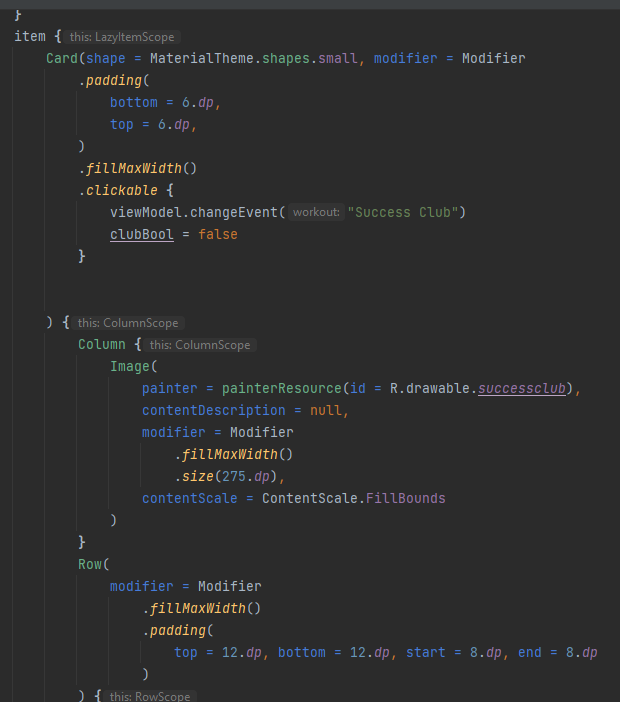 }
item { this: LazyItemScope
Card(shape = MaterialTheme.shapes.small, modifier = Modifier
.padding(
bottom = 6.dp,
top = 6.dp,
)
.fillMaxWidth()
.clickable {
viewModel.changeEvent( workout: "Success Club")
clubBool = false
}
) { this: ColumnScope
Column { this: ColumnScope
Image(
painter = painterResource(id = R.drawable.successclub),
contentDescription = null,
modifier = Modifier
.fillMaxWidth()
.size(275.dp),
contentScale = ContentScale.FillBounds
)
}
Row(
modifier = Modifier
.fillMaxWidth()
.padding(
top = 12.dp, bottom = 12.dp, start = 8.dp, end = 8.dp
)
) { this: RowScope